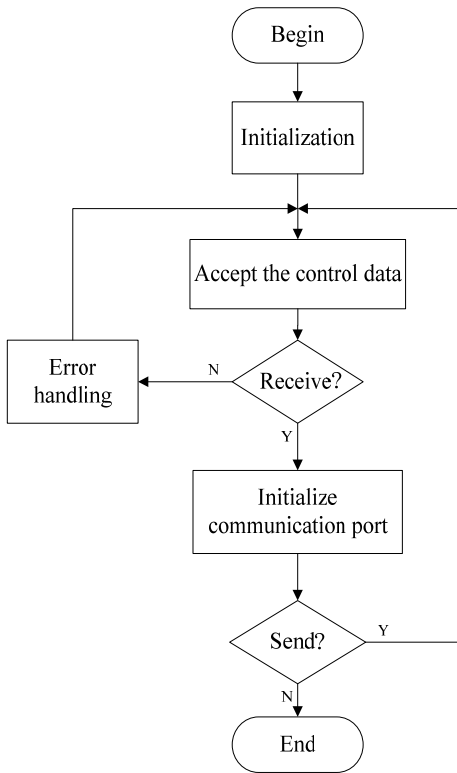 Begin
Initialization
Accept the control data
Receive?
N
Error
handling
Y
Initialize
communication port
Send?
Y
N
End